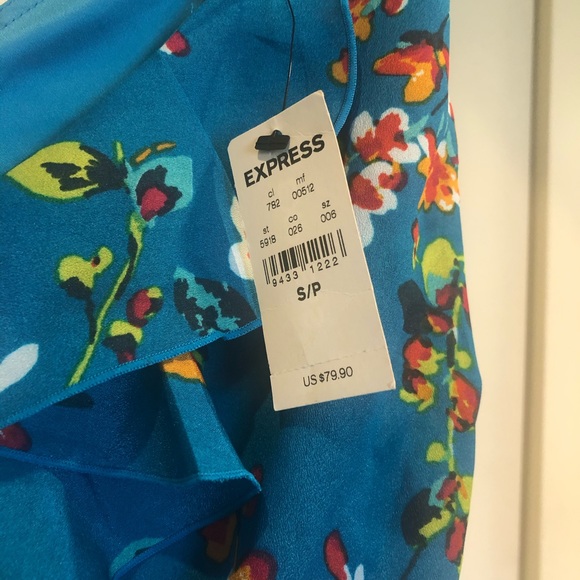 EXPRESS
cl mf
782 00512
st co sz
5918 026 006
9433 1222
S/P
US $79.90